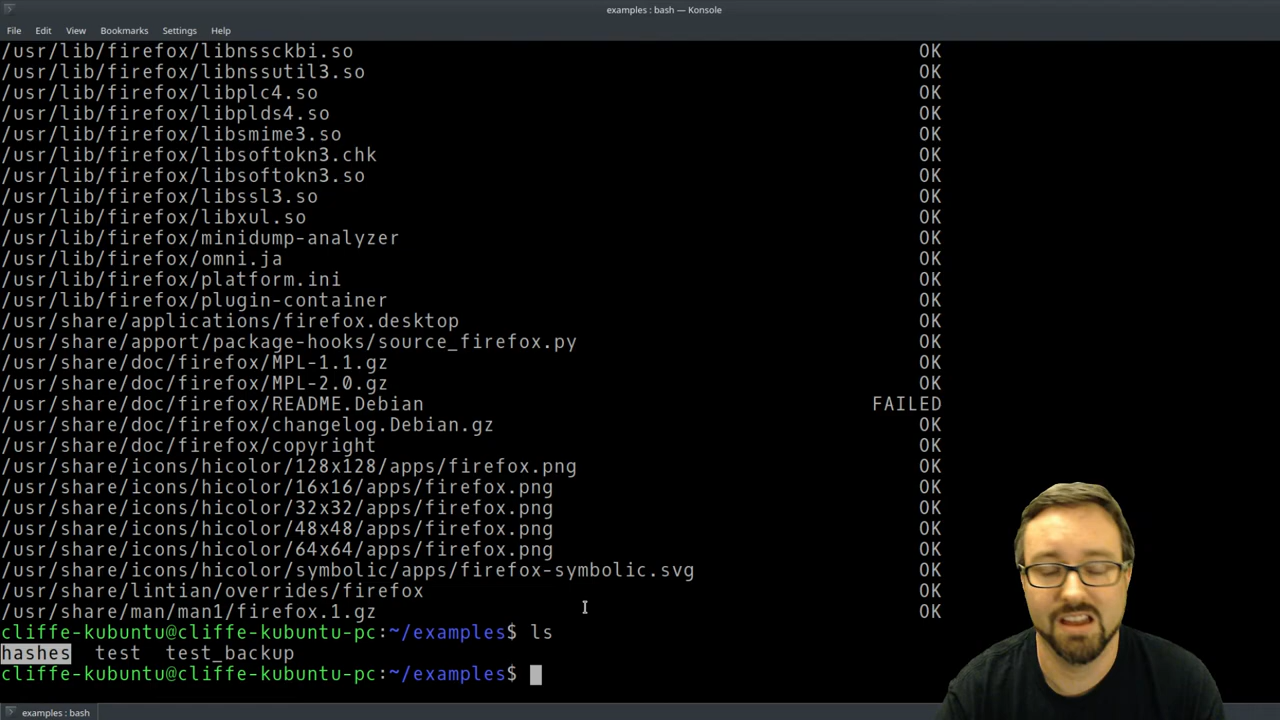 examples : bash — Konsole
File Edit View Bookmarks Settings Help
/usr/lib/firefox/libnssckbi.so OK
/usr/lib/firefox/libnssutil3.so OK
/usr/lib/firefox/libplc4.so OK
/usr/lib/firefox/libplds4.so OK
/usr/lib/firefox/libsmime3.so OK
/usr/lib/firefox/libsoftokn3.chk OK
/usr/lib/firefox/libsoftokn3.so OK
/usr/lib/firefox/libssl3.so OK
/usr/lib/firefox/libxul.so OK
/usr/lib/firefox/minidump-analyzer OK
/usr/lib/firefox/omni.ja OK
/usr/lib/firefox/platform.ini OK
/usr/lib/firefox/plugin-container OK
/usr/share/applications/firefox.desktop OK
/usr/share/apport/package-hooks/source_firefox.py OK
/usr/share/doc/firefox/MPL-1.1.gz OK
/usr/share/doc/firefox/MPL-2.0.gz OK
/usr/share/doc/firefox/README.Debian FAILED
/usr/share/doc/firefox/changelog.Debian.gz OK
/usr/share/doc/firefox/copyright OK
/usr/share/icons/hicolor/128x128/apps/firefox.png OK
/usr/share/icons/hicolor/16x16/apps/firefox.png OK
/usr/share/icons/hicolor/32x32/apps/firefox.png OK
/usr/share/icons/hicolor/48x48/apps/firefox.png OK
/usr/share/icons/hicolor/64x64/apps/firefox.png OK
/usr/share/icons/hicolor/symbolic/apps/firefox-symbolic.svg OK
/usr/share/lintian/overrides/firefox OK
/usr/share/man/man1/firefox.1.gz OK
cliffe-kubuntu@cliffe-kubuntu-pc:~/examples$ ls
hashes test test_backup
cliffe-kubuntu@cliffe-kubuntu-pc:~/examples$
examples : bash